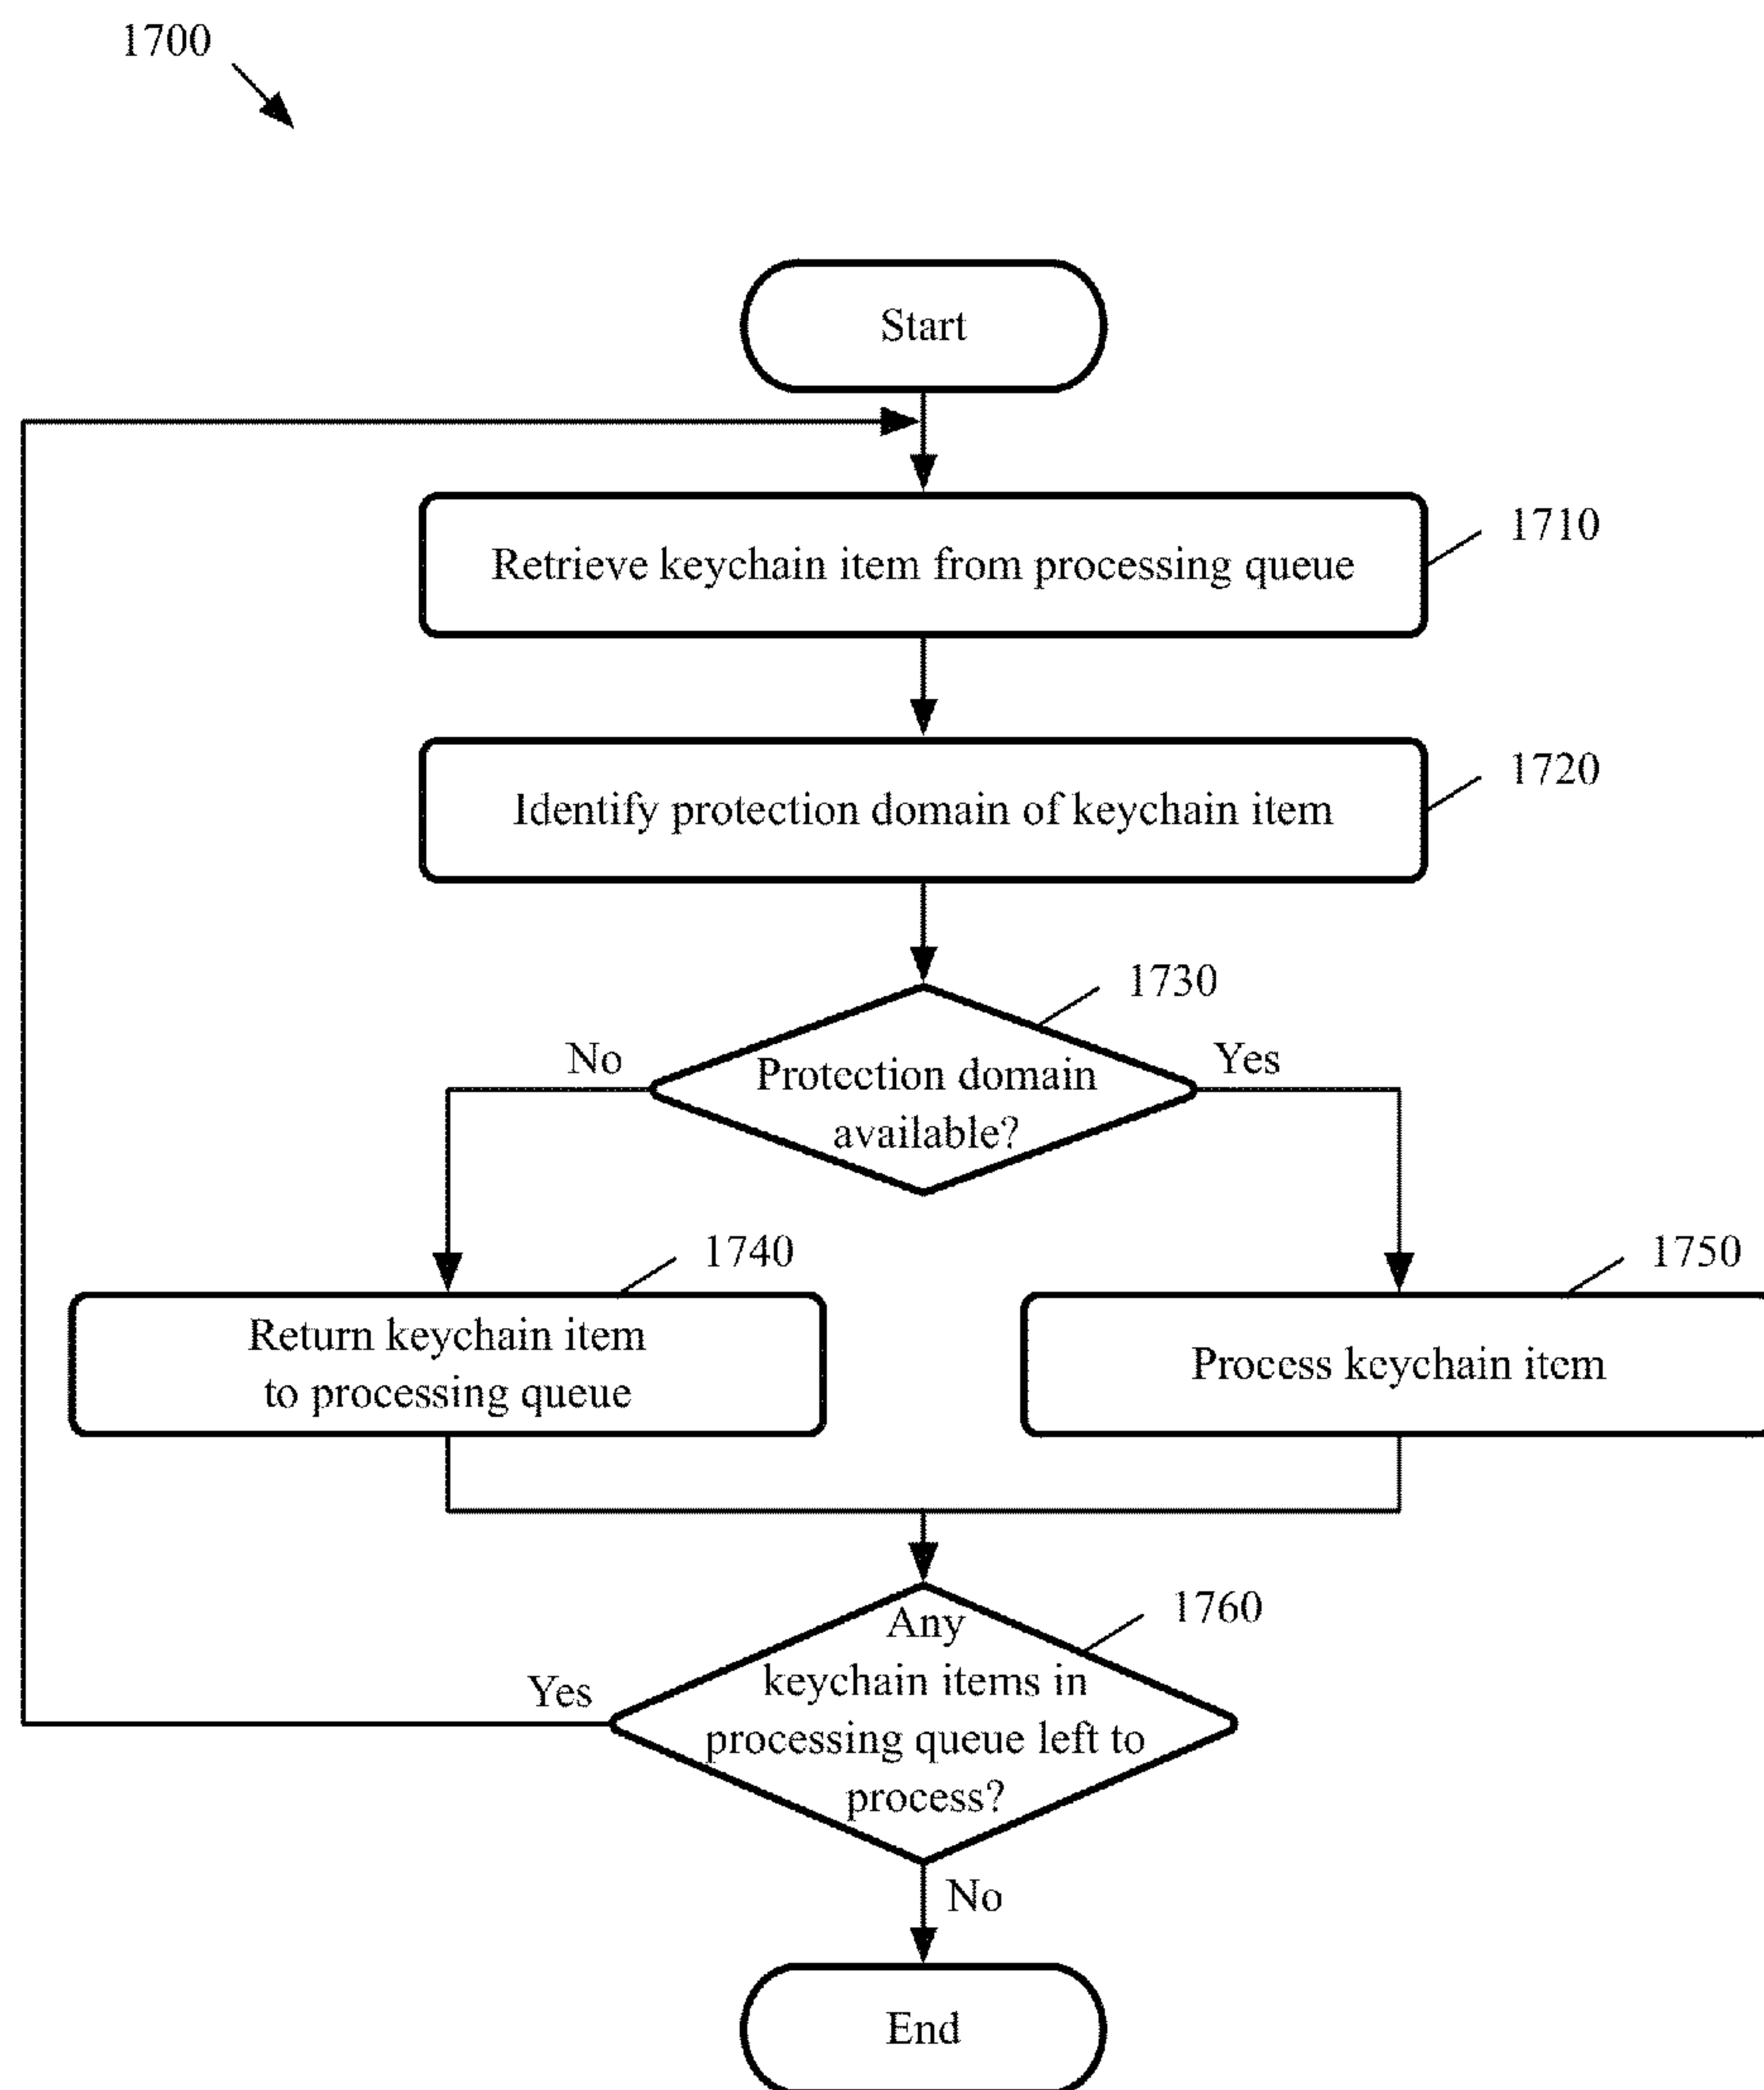 1700
Start
Retrieve keychain item from processing queue
1710
Identify protection domain of keychain item
1720
1730
No
Yes
Protection domain
available?
1740
1750
Return keychain item
to processing queue
Process keychain item
1760
Any
keychain items in
processing queue left to
process?
Yes
No
End